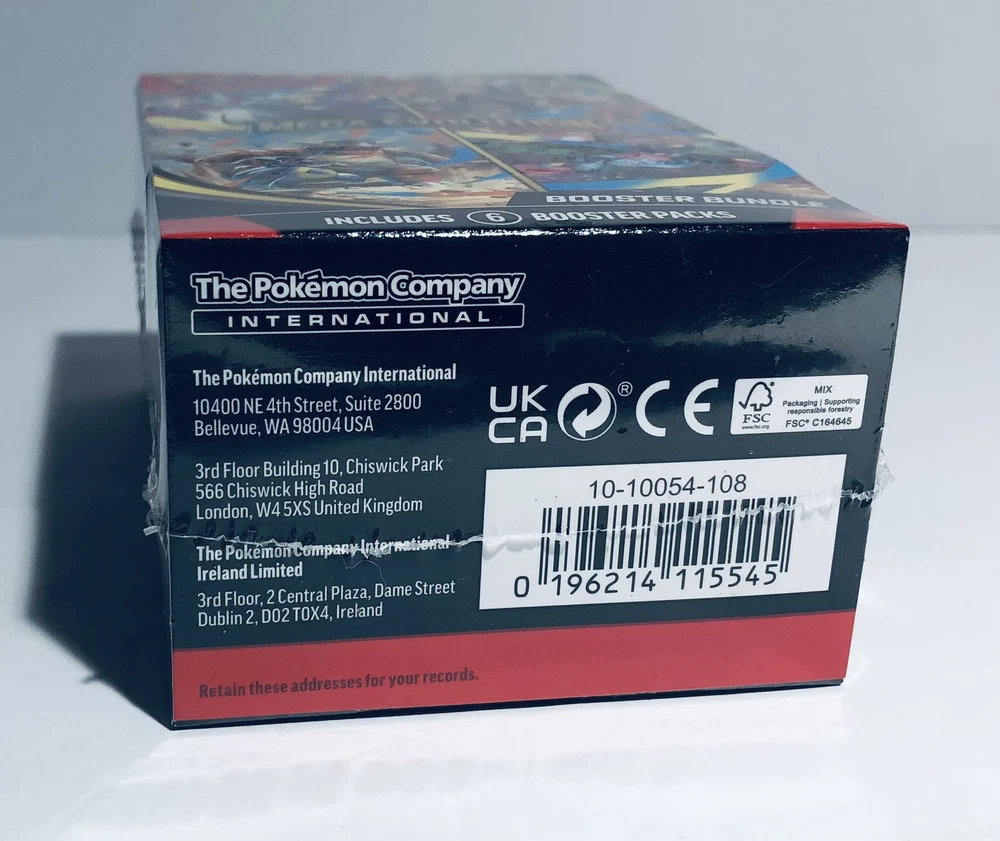 BOOSTER BUNDLE
INCLUDES 6 BOOSTER PACKS
The Pokémon Company
INTERNATIONAL
The Pokémon Company International
10400 NE 4th Street, Suite 2800
Bellevue, WA 98004 USA
3rd Floor Building 10, Chiswick Park
566 Chiswick High Road
London, W4 5XS United Kingdom
The Pokémon Company International
Ireland Limited
3rd Floor, 2 Central Plaza, Dame Street
Dublin 2, D02 T0X4, Ireland
Retain these addresses for your records.
UK
CA
®
CE
FSC
www.fsc.org
MIX
Packaging | Supporting
responsible forestry
FSC® C164645
10-10054-108
0 196214 115545